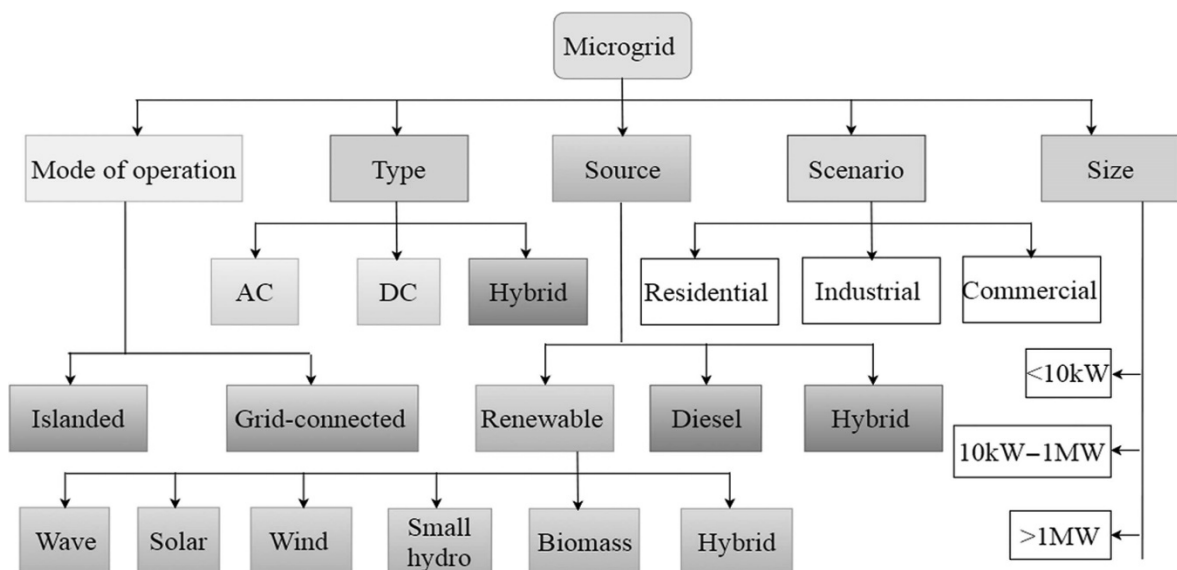 Microgrid
Mode of operation
Type
Source
Scenario
Size
AC
DC
Hybrid
Residential
Industrial
Commercial
<10kW
Islanded
Grid-connected
Renewable
Diesel
Hybrid
10kW–1MW
Wave
Solar
Wind
Small
hydro
Biomass
Hybrid
>1MW